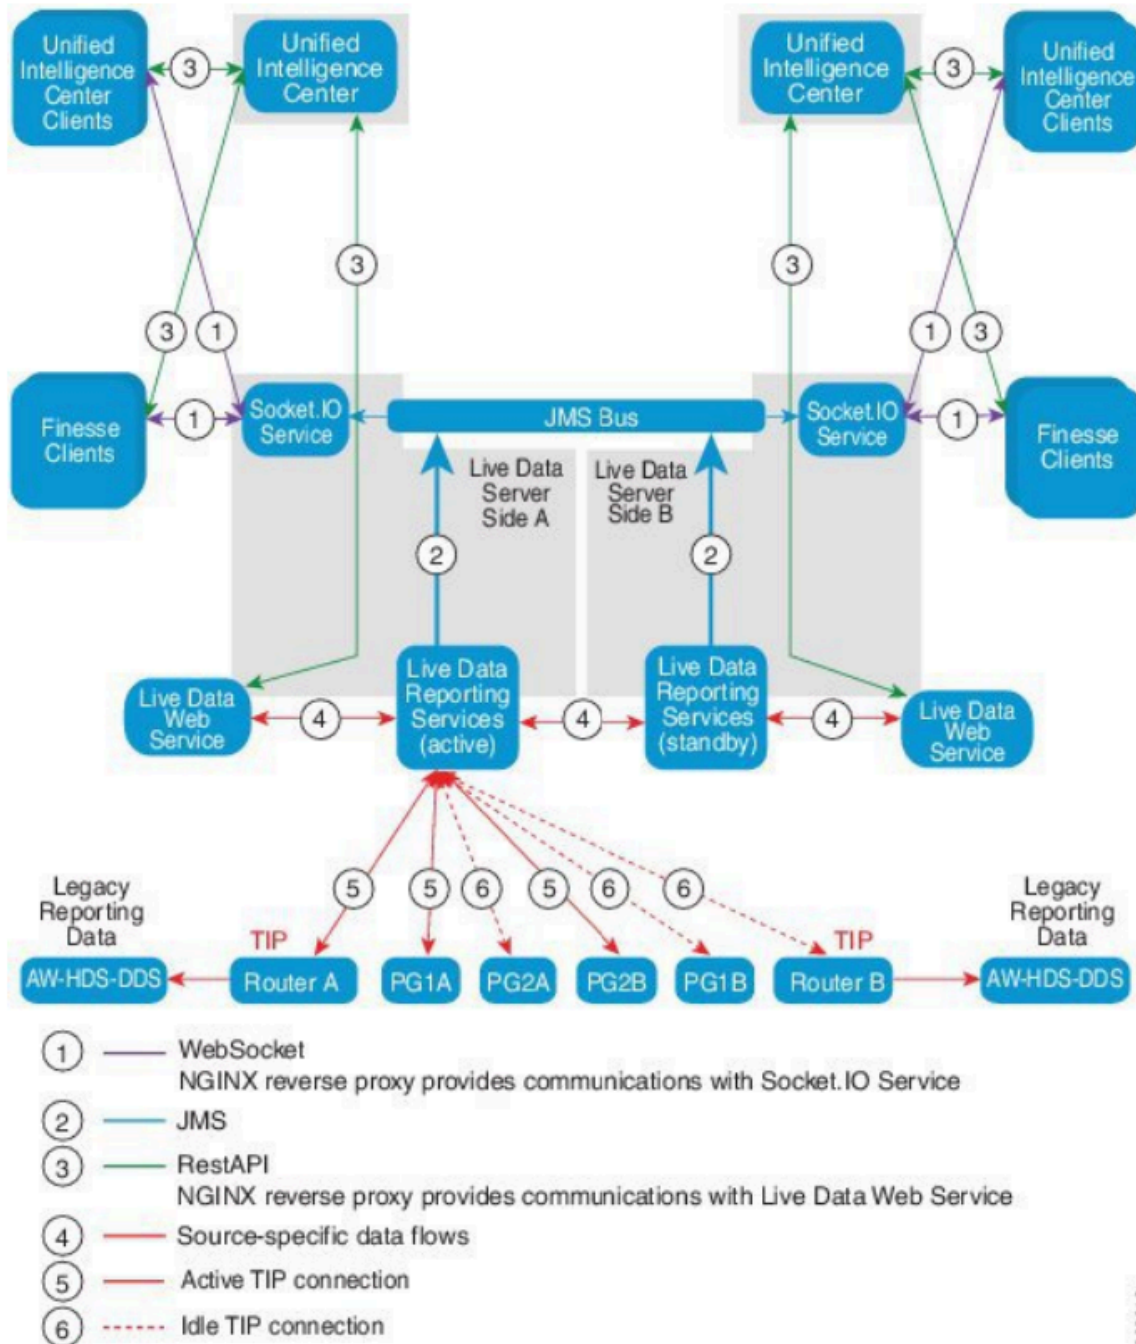 Unified
Intelligence
Center
Clients
3
Unified
Intelligence
Center
Unified
Intelligence
Center
3
Unified
Intelligence
Center
Clients
3
3
3
1
1
3
Finesse
Clients
1
Socket.IO
Service
JMS Bus
Socket.IO
Service
1
Finesse
Clients
Live Data
Server
Side A
Live Data
Server
Side B
2
2
Live Data
Web
Service
4
Live Data
Reporting
Services
(active)
4
Live Data
Reporting
Services
(standby)
4
Live Data
Web
Service
5
5
6
5
6
6
Legacy
Reporting
Data
TIP
TIP
Legacy
Reporting
Data
AW-HDS-DDS
Router A
PG1A
PG2A
PG2B
PG1B
Router B
AW-HDS-DDS
1 WebSocket
NGINX reverse proxy provides communications with Socket.IO Service
2 JMS
3 RestAPI
NGINX reverse proxy provides communications with Live Data Web Service
4 Source-specific data flows
5 Active TIP connection
6 Idle TIP connection